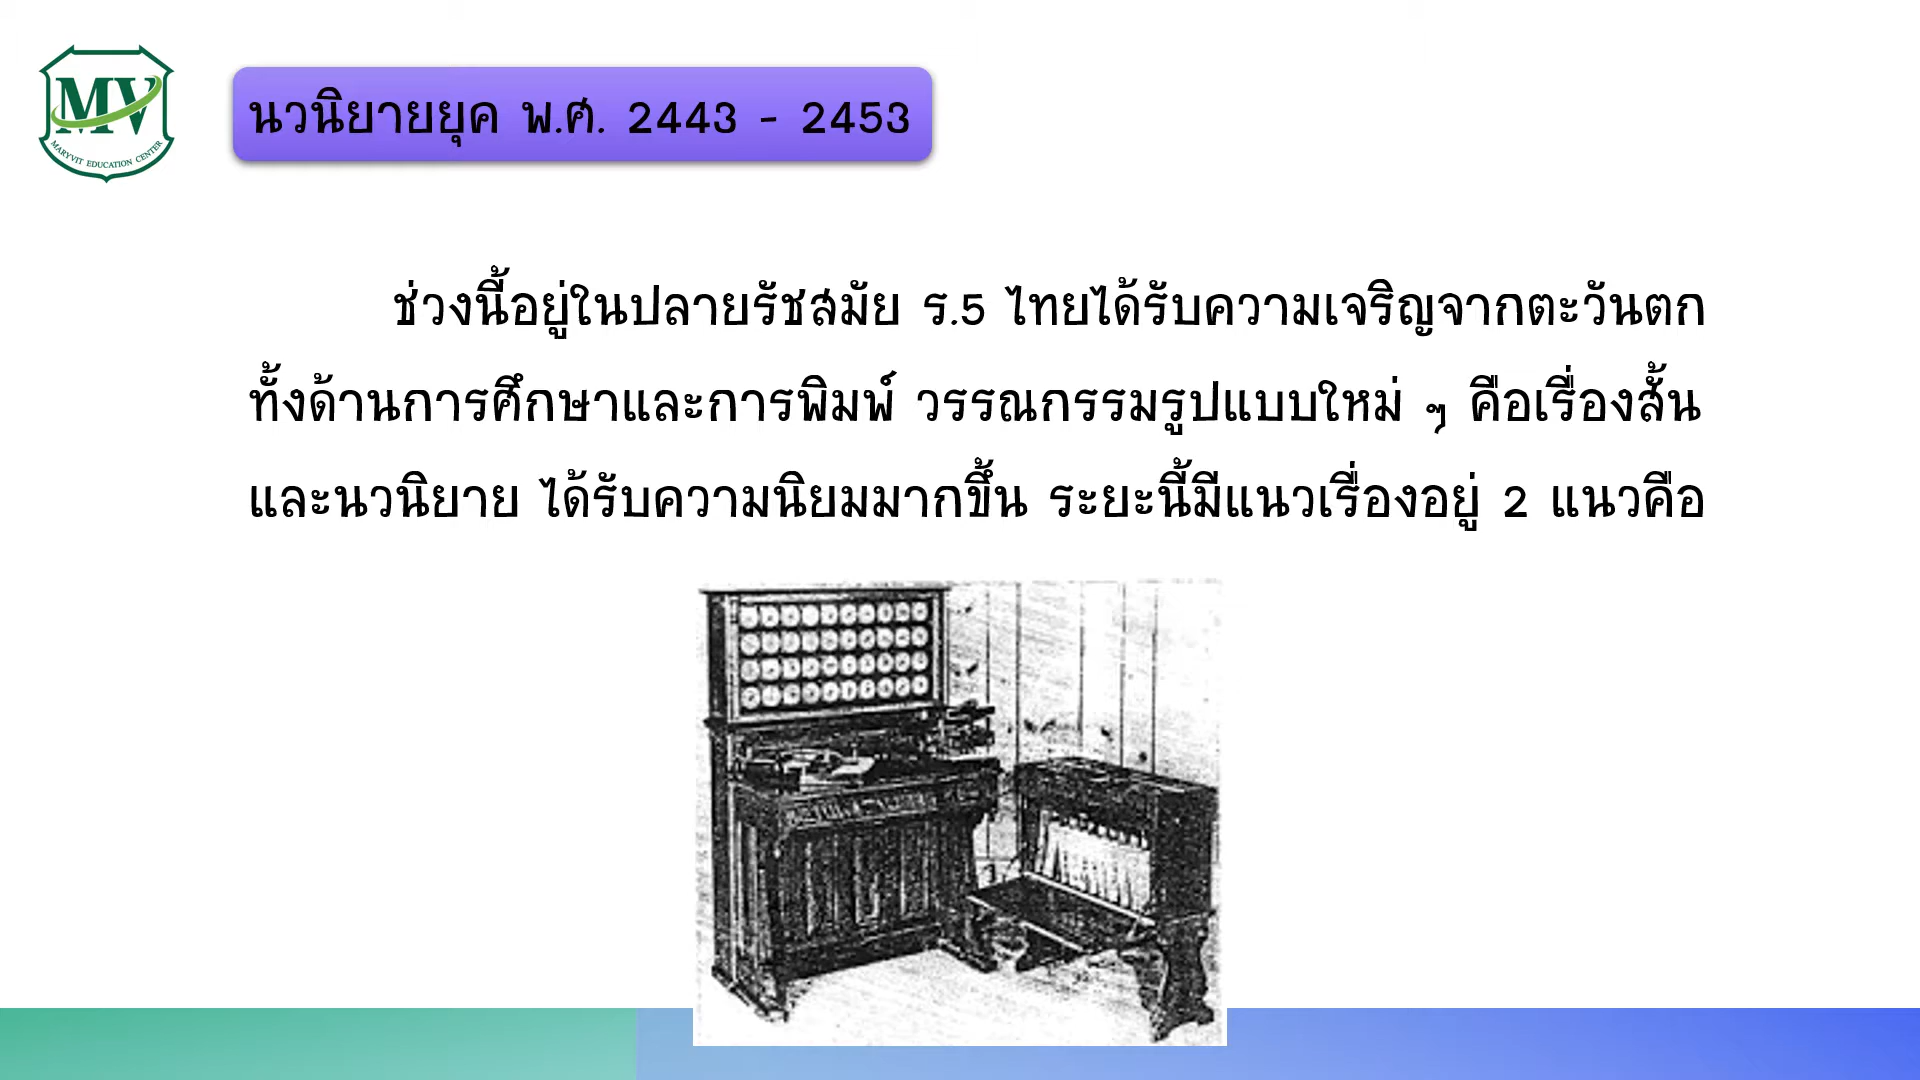 MV
MARYVIT EDUCATION CENTER
นวนิยายยุค พ.ศ. 2443 - 2453
ช่วงนี้อยู่ในปลายรัชสมัย ร.5 ไทยได้รับความเจริญจากตะวันตก
ทั้งด้านการศึกษาและการพิมพ์ วรรณกรรมรูปแบบใหม่ ๆ คือเรื่องสั้น
และนวนิยาย ได้รับความนิยมมากขึ้น ระยะนี้มีแนวเรื่องอยู่ 2 แนวคือ